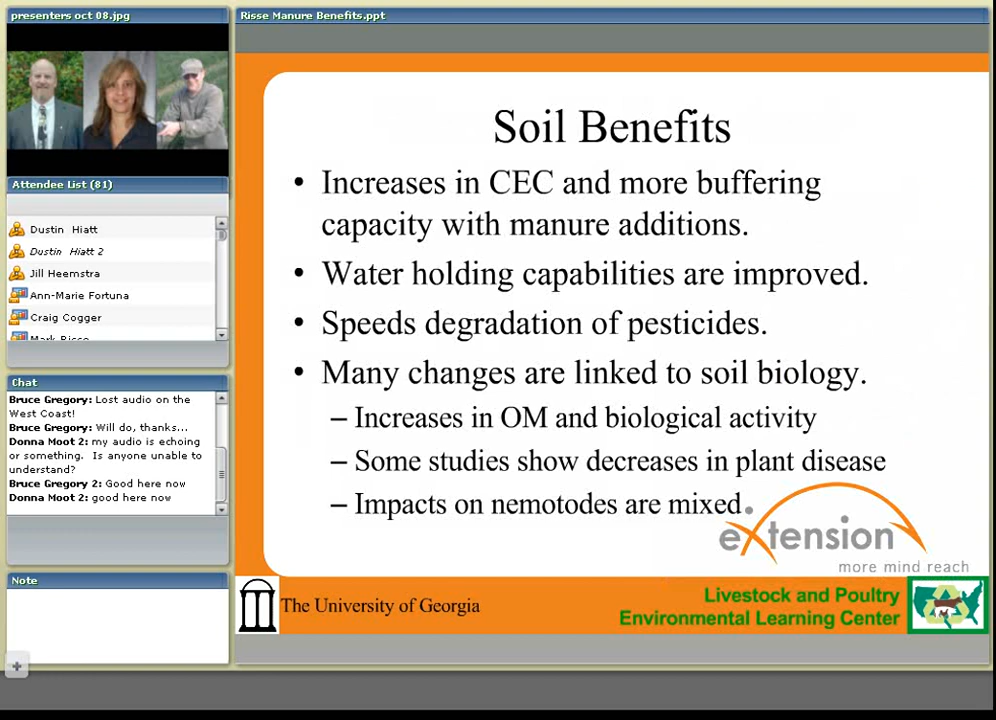 presenters oct 08.jpg
Attendee List (81)
Dustin Hiatt
Dustin Hiatt 2
Jill Heemstra
Ann-Marie Fortuna
Craig Cogger
Mark Risse
Chat
Bruce Gregory: Lost audio on the
West Coast!
Bruce Gregory: Will do, thanks...
Donna Moot 2: my audio is echoing
or something. Is anyone unable to
understand?
Bruce Gregory 2: Good here now
Donna Moot 2: good here now
Note
Risse Manure Benefits.ppt
Soil Benefits
• Increases in CEC and more buffering
capacity with manure additions.
• Water holding capabilities are improved.
• Speeds degradation of pesticides.
• Many changes are linked to soil biology.
– Increases in OM and biological activity
– Some studies show decreases in plant disease
– Impacts on nemotodes are mixed.
eXtension
more mind reach
The University of Georgia
Livestock and Poultry
Environmental Learning Center